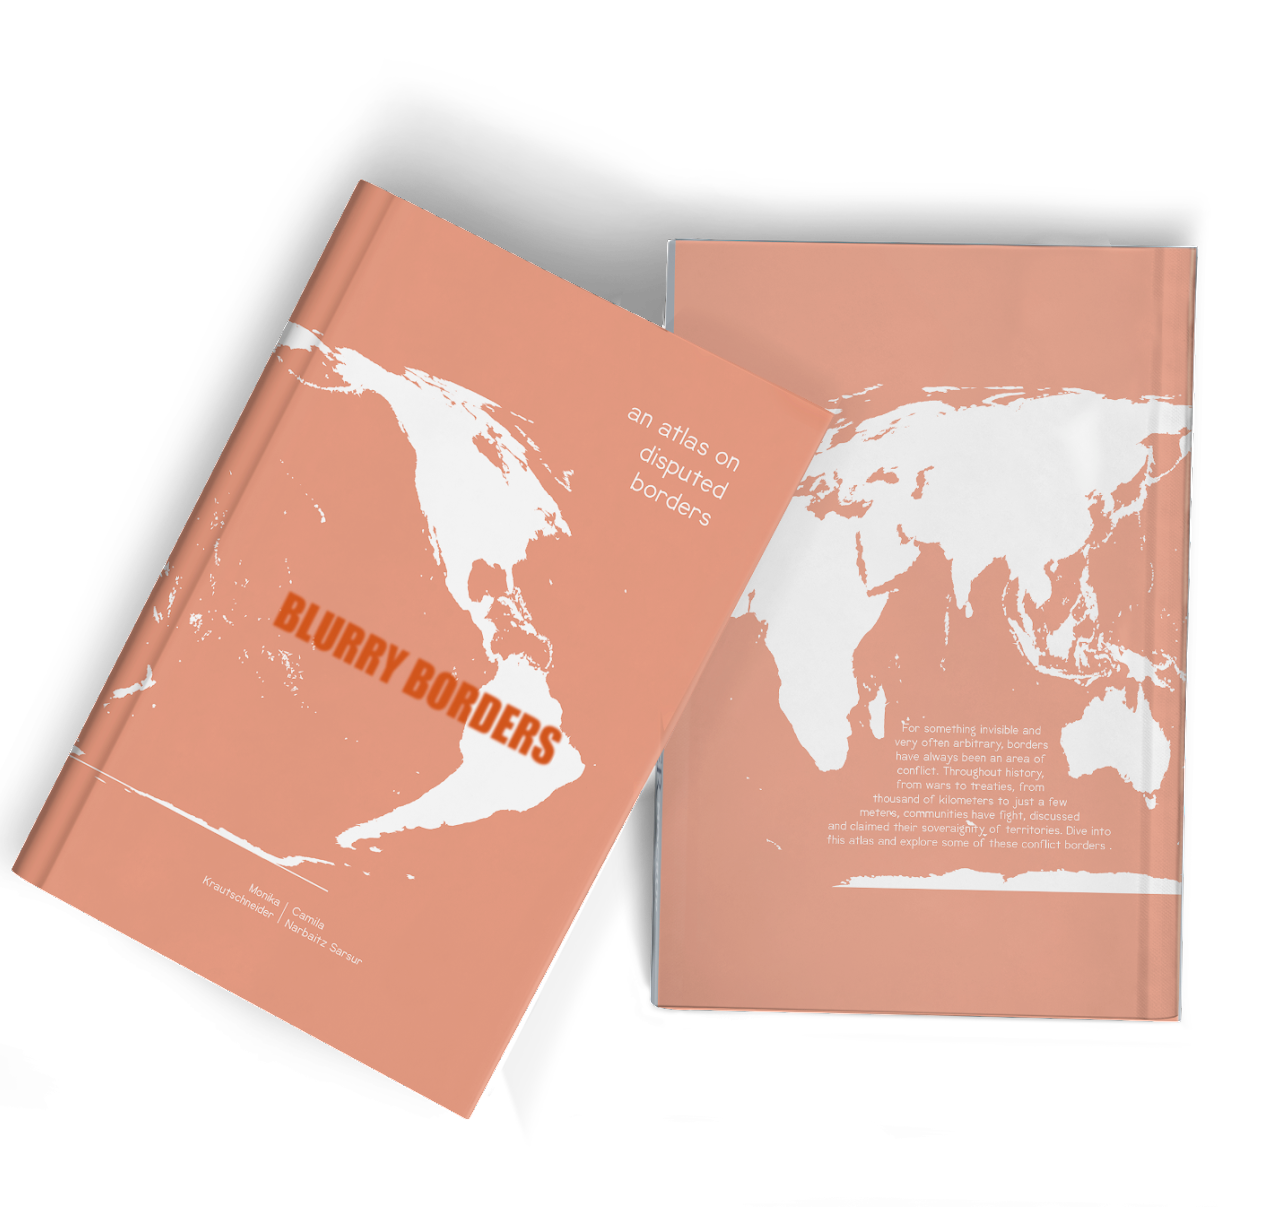 an atlas on
disputed
borders
BLURRY BORDERS
Monika
Krautschneider
Camila
Narbaitz Sarsur
For something invisible and
very often arbitrary, borders
have always been an area of
conflict. Throughout history,
from wars to treaties, from
thousand of kilometers to just a few
meters, communities have fight, discussed
and claimed their soveraignity of territories. Dive into
fhis atlas and explore some of these conflict borders .